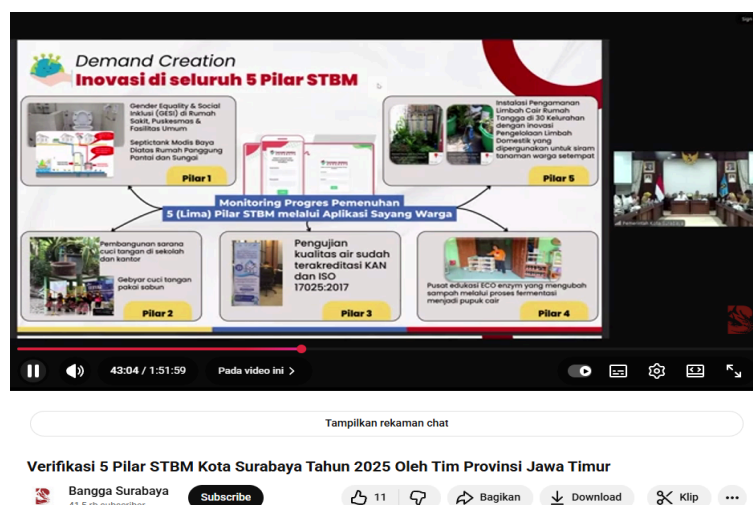 Demand Creation
Inovasi di seluruh 5 Pilar STBM
Gender Equality & Social
Inklusi (GESI) di Rumah
Sakit, Puskesmas &
Fasilitas Umum
Septictank Modis Baya
Diatas Rumah Panggung
Pantai dan Sungai
Pilar 1
Instalasi Pengamanan
Limbah Cair Rumah
Tangga di 30 Kelurahan
dengan Inovasi
Pengelolaan Limbah
Domestik yang
dipergunakan untuk siram
tanaman warga setempat
Pilar 5
Monitoring Progres Pemenuhan
5 (Lima) Pilar STBM melalui Aplikasi Sayang Warga
Pembangunan sarana
cuci tangan di sekolah
dan kantor
Gebyar cuci tangan
pakai sabun
Pilar 2
Pengujian
kualitas air sudah
terakreditasi KAN
dan ISO
17025:2017
Pilar 3
Pusat edukasi ECO enzym yang mengubah
sampah melalui proses fermentasi
menjadi pupuk cair
Pilar 4
Pemerintah Kota Surabaya
43:04 / 1:51:59
Pada video ini
Tampilkan rekaman chat
Verifikasi 5 Pilar STBM Kota Surabaya Tahun 2025 Oleh Tim Provinsi Jawa Timur
Bangga Surabaya
Subscribe
11
Bagikan
Download
Klip